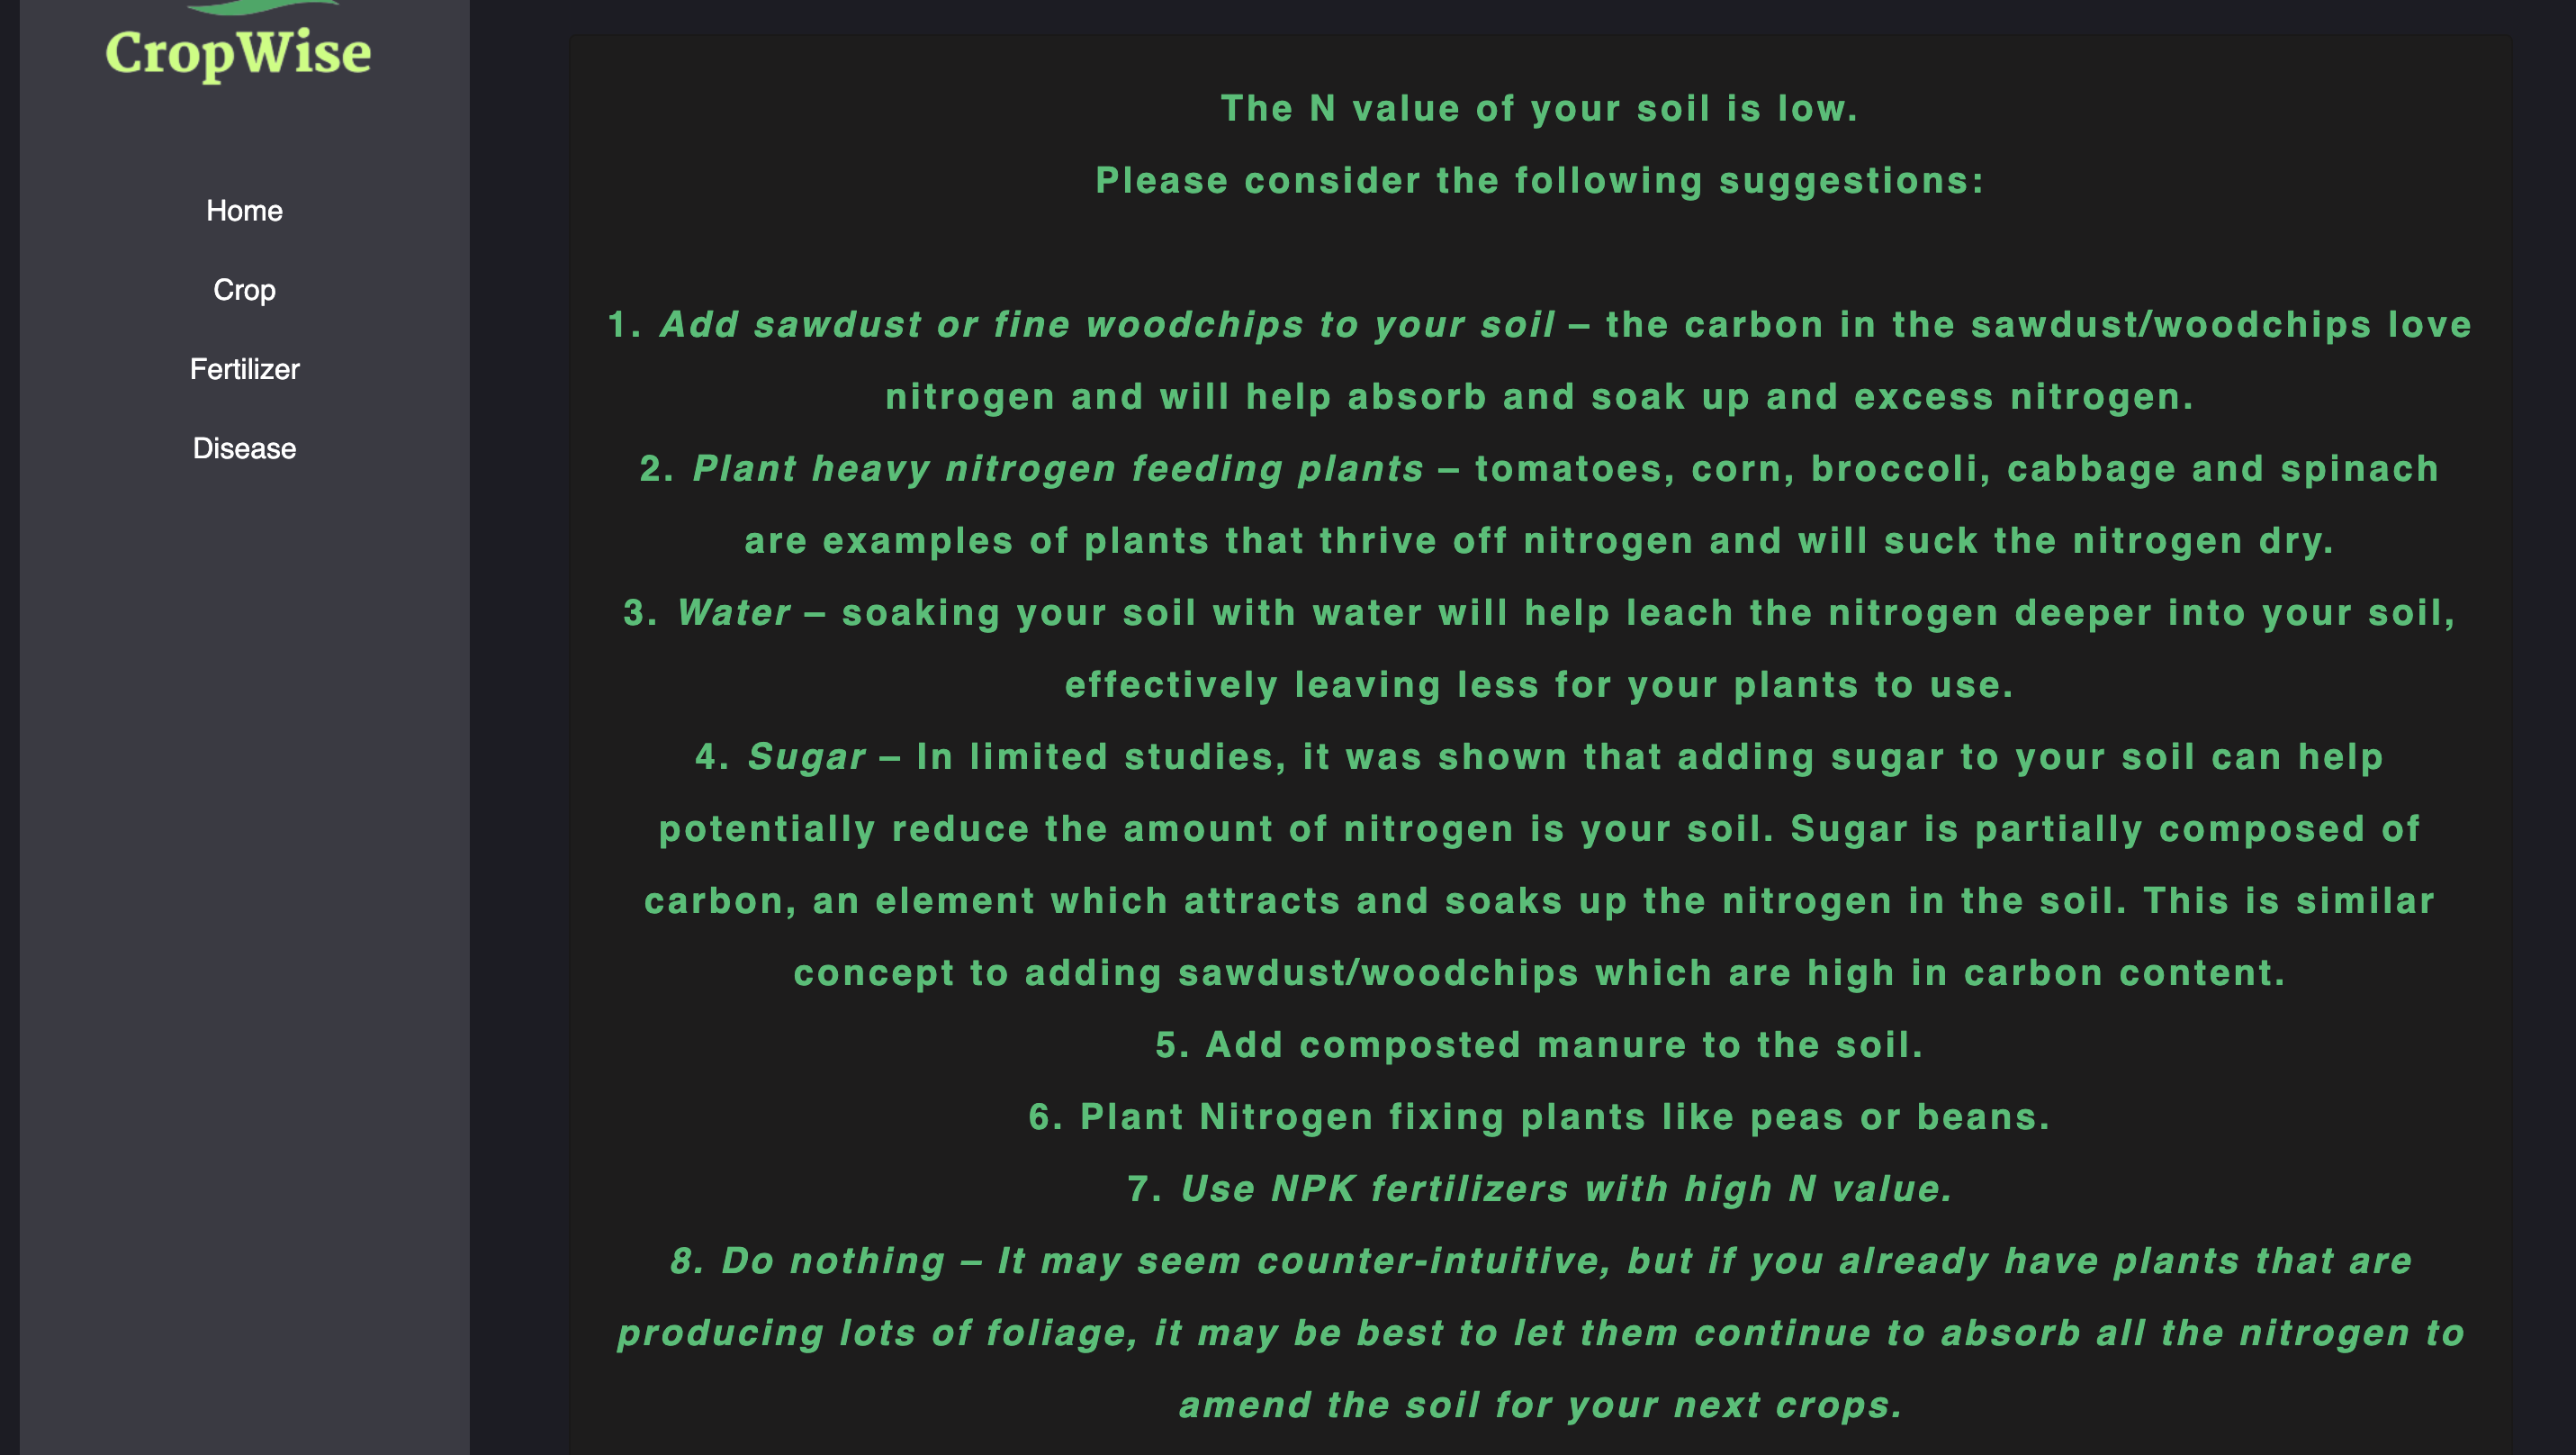 CropWise
Home
Crop
Fertilizer
Disease
The N value of your soil is low.
Please consider the following suggestions:
1. Add sawdust or fine woodchips to your soil – the carbon in the sawdust/woodchips love
nitrogen and will help absorb and soak up and excess nitrogen.
2. Plant heavy nitrogen feeding plants – tomatoes, corn, broccoli, cabbage and spinach
are examples of plants that thrive off nitrogen and will suck the nitrogen dry.
3. Water – soaking your soil with water will help leach the nitrogen deeper into your soil,
effectively leaving less for your plants to use.
4. Sugar – In limited studies, it was shown that adding sugar to your soil can help
potentially reduce the amount of nitrogen is your soil. Sugar is partially composed of
carbon, an element which attracts and soaks up the nitrogen in the soil. This is similar
concept to adding sawdust/woodchips which are high in carbon content.
5. Add composted manure to the soil.
6. Plant Nitrogen fixing plants like peas or beans.
7. Use NPK fertilizers with high N value.
8. Do nothing – It may seem counter-intuitive, but if you already have plants that are
producing lots of foliage, it may be best to let them continue to absorb all the nitrogen to
amend the soil for your next crops.